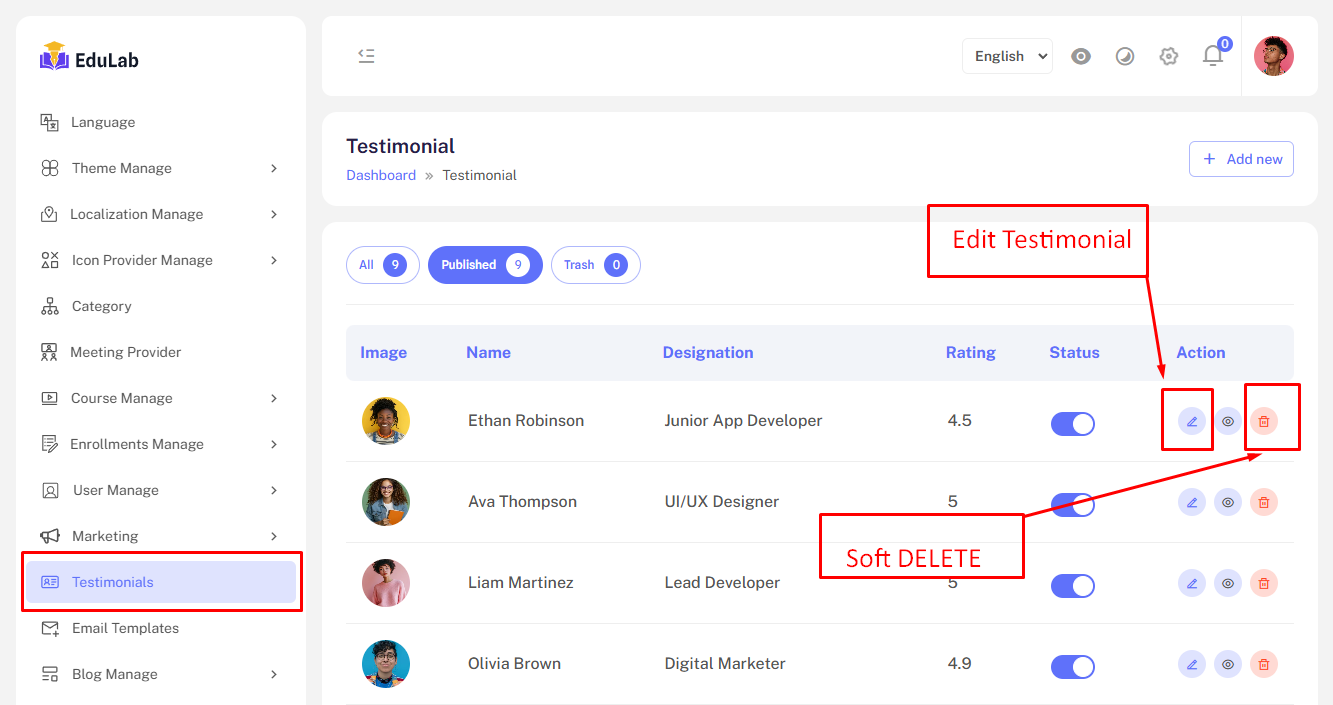 EduLab
English
0
Language
Theme Manage
Localization Manage
Icon Provider Manage
Category
Meeting Provider
Course Manage
Enrollments Manage
User Manage
Marketing
Testimonials
Email Templates
Blog Manage
Testimonial
Dashboard » Testimonial
+ Add new
Edit Testimonial
All 9 Published 9 Trash 0
Image Name Designation Rating Status Action
Ethan Robinson Junior App Developer 4.5
Ava Thompson UI/UX Designer 5
Soft DELETE
Liam Martinez Lead Developer 5
Olivia Brown Digital Marketer 4.9